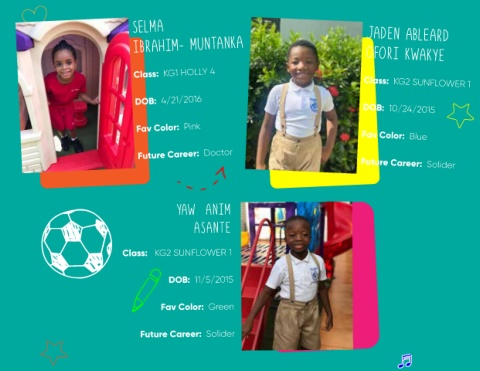 SELMA
IBRAHIM- MUNTANKA
Class: KG1 HOLLY 4
DOB: 4/21/2016
Fav Color: Pink
Future Career: Doctor
JADEN ABLEARD
OFORI KWAKYE
Class: KG2 SUNFLOWER 1
DOB: 10/24/2015
Fav Color: Blue
Future Career: Solider
YAW ANIM
ASANTE
Class: KG2 SUNFLOWER 1
DOB: 11/5/2015
Fav Color: Green
Future Career: Solider